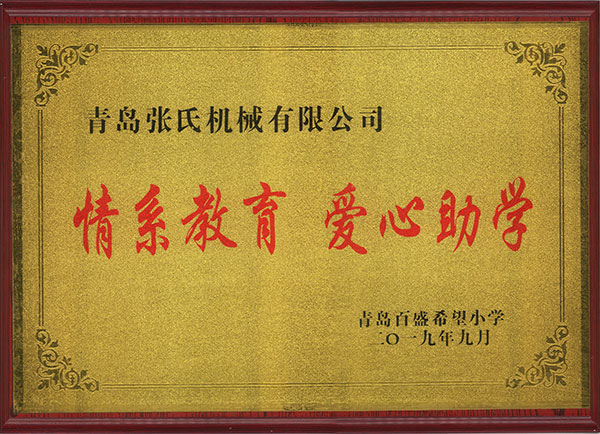 青岛张氏机械有限公司
情系教育 爱心助学
青岛百盛希望小学
二〇一九年九月